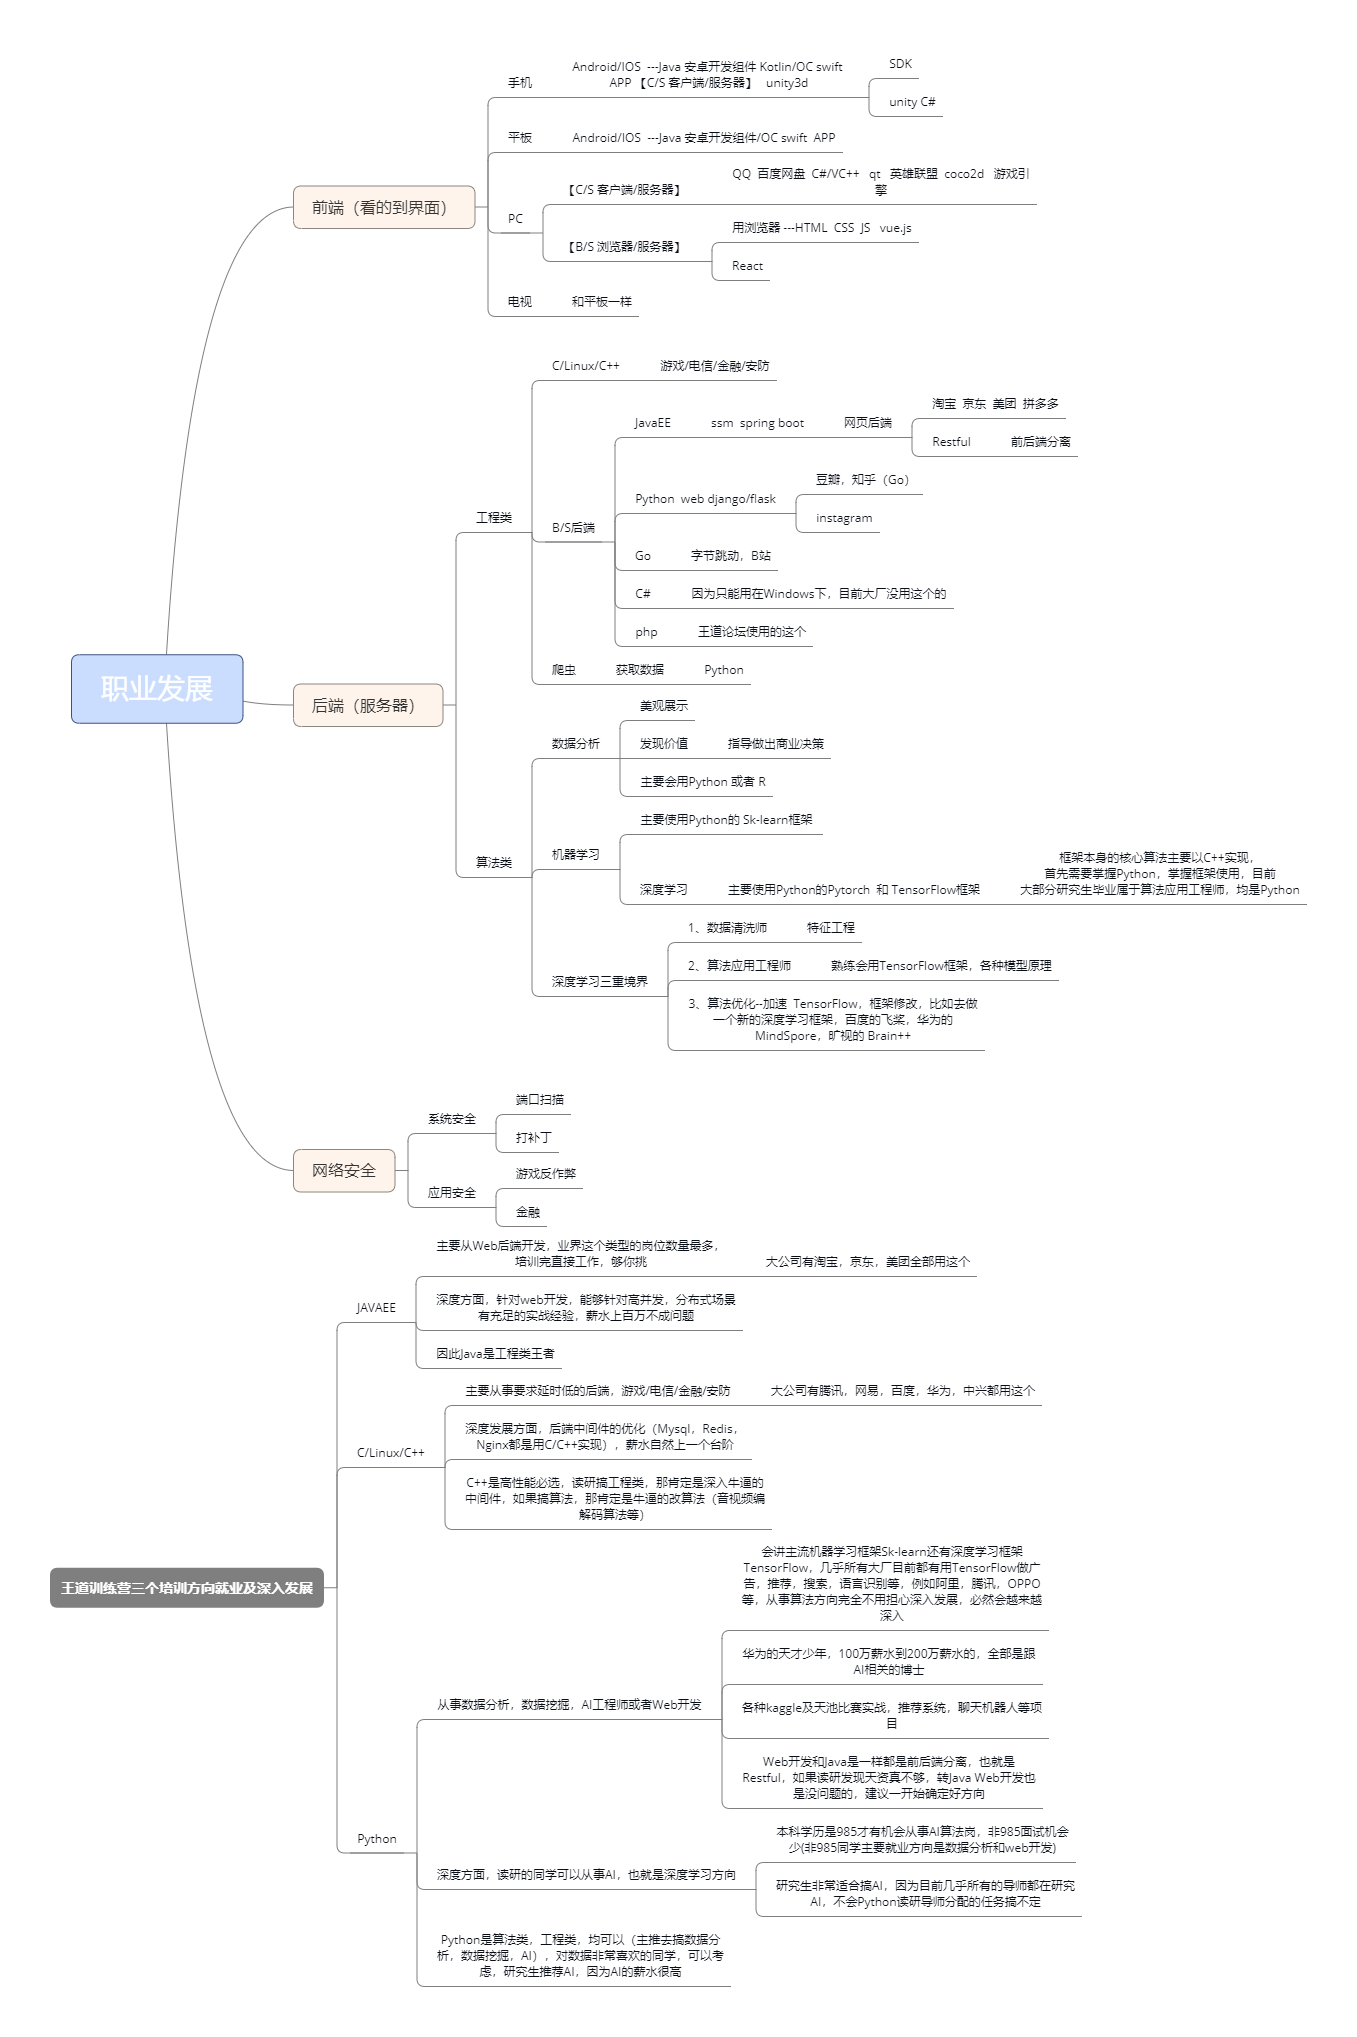 职业发展
前端（看的到界面）
手机
Android/IOS  ---Java 安卓开发组件 Kotlin/OC swift
APP 【C/S 客户端/服务器】  unity3d
SDK
unity C#
平板
Android/IOS  ---Java 安卓开发组件/OC swift  APP
PC
【C/S 客户端/服务器】
QQ  百度网盘  C#/VC++   qt   英雄联盟  coco2d   游戏引
擎
【B/S 浏览器/服务器】
用浏览器 ---HTML  CSS  JS   vue.js
React
电视
和平板一样
后端（服务器）
工程类
C/Linux/C++
游戏/电信/金融/安防
B/S后端
JavaEE
ssm  spring boot
网页后端
淘宝  京东  美团  拼多多
Restful
前后端分离
Python  web django/flask
豆瓣，知乎（Go）
instagram
Go
字节跳动，B站
C#
因为只能用在Windows下，目前大厂没用这个的
php
王道论坛使用的这个
爬虫
获取数据
Python
算法类
数据分析
美观展示
发现价值
指导做出商业决策
主要会用Python 或者 R
机器学习
主要使用Python的 Sk-learn框架
深度学习
主要使用Python的Pytorch  和 TensorFlow框架
框架本身的核心算法主要以C++实现，
首先需要掌握Python，掌握框架使用，目前
大部分研究生毕业属于算法应用工程师，均是Python
深度学习三重境界
1、数据清洗师
特征工程
2、算法应用工程师
熟练会用TensorFlow框架，各种模型原理
3、算法优化--加速  TensorFlow，框架修改，比如去做
一个新的深度学习框架，百度的飞桨，华为的
MindSpore，旷视的 Brain++
网络安全
系统安全
端口扫描
打补丁
应用安全
游戏反作弊
金融
王道训练营三个培训方向就业及深入发展
JAVAEE
主要从Web后端开发，业界这个类型的岗位数量最多，
培训完直接工作，够你挑
大公司有淘宝，京东，美团全部用这个
深度方面，针对web开发，能够针对高并发，分布式场景
有充足的实战经验，薪水上百万不成问题
因此Java是工程类王者
C/Linux/C++
主要从事要求延时低的后端，游戏/电信/金融/安防
大公司有腾讯，网易，百度，华为，中兴都用这个
深度发展方面，后端中间件的优化（Mysql，Redis，
Nginx都是用C/C++实现），薪水自然上一个台阶
C++是高性能必选，读研搞工程类，那肯定是深入牛逼的
中间件，如果搞算法，那肯定是牛逼的改算法（音视频编
解码算法等）
Python
从事数据分析，数据挖掘，AI工程师或者Web开发
会讲主流机器学习框架Sk-learn还有深度学习框架
TensorFlow，几乎所有大厂目前都有用TensorFlow做广
告，推荐，搜索，语言识别等，例如阿里，腾讯，OPPO
等，从事算法方向完全不用担心深入发展，必然会越来越
深入
华为的天才少年，100万薪水到200万薪水的，全部是跟
AI相关的博士
各种kaggle及天池比赛实战，推荐系统，聊天机器人等项
目
Web开发和Java是一样都是前后端分离，也就是
Restful，如果读研发现天资真不够，转Java Web开发也
是没问题的，建议一开始确定好方向
深度方面，读研的同学可以从事AI，也就是深度学习方向
本科学历是985才有机会从事AI算法岗，非985面试机会
少(非985同学主要就业方向是数据分析和web开发)
研究生非常适合搞AI，因为目前几乎所有的导师都在研究
AI，不会Python读研导师分配的任务搞不定
Python是算法类，工程类，均可以（主推去搞数据分
析，数据挖掘，AI），对数据非常喜欢的同学，可以考
虑，研究生推荐AI，因为AI的薪水很高